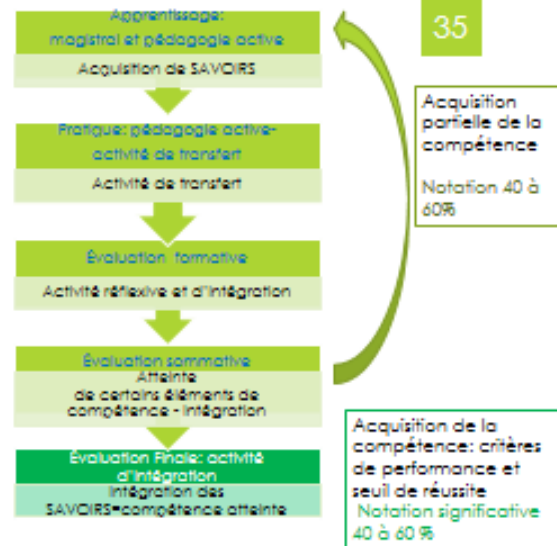 Apprentissage:
magistral et pédagogie active
Acquisition de SAVOIRS
Pratique: pédagogie active-
activité de transfert
Activité de transfert
Évaluation formative
Activité réflexive et d'intégration
Évaluation sommative
Atteinte
de certains éléments de
compétence - intégration
Évaluation Finale: activité
d'intégration
Intégration des
SAVOIRS=compétence atteinte
35
Acquisition
partielle de la
compétence
Notation 40 à
60%
Acquisition de la
compétence: critères
de performance et
seuil de réussite
Notation significative
40 à 60 %